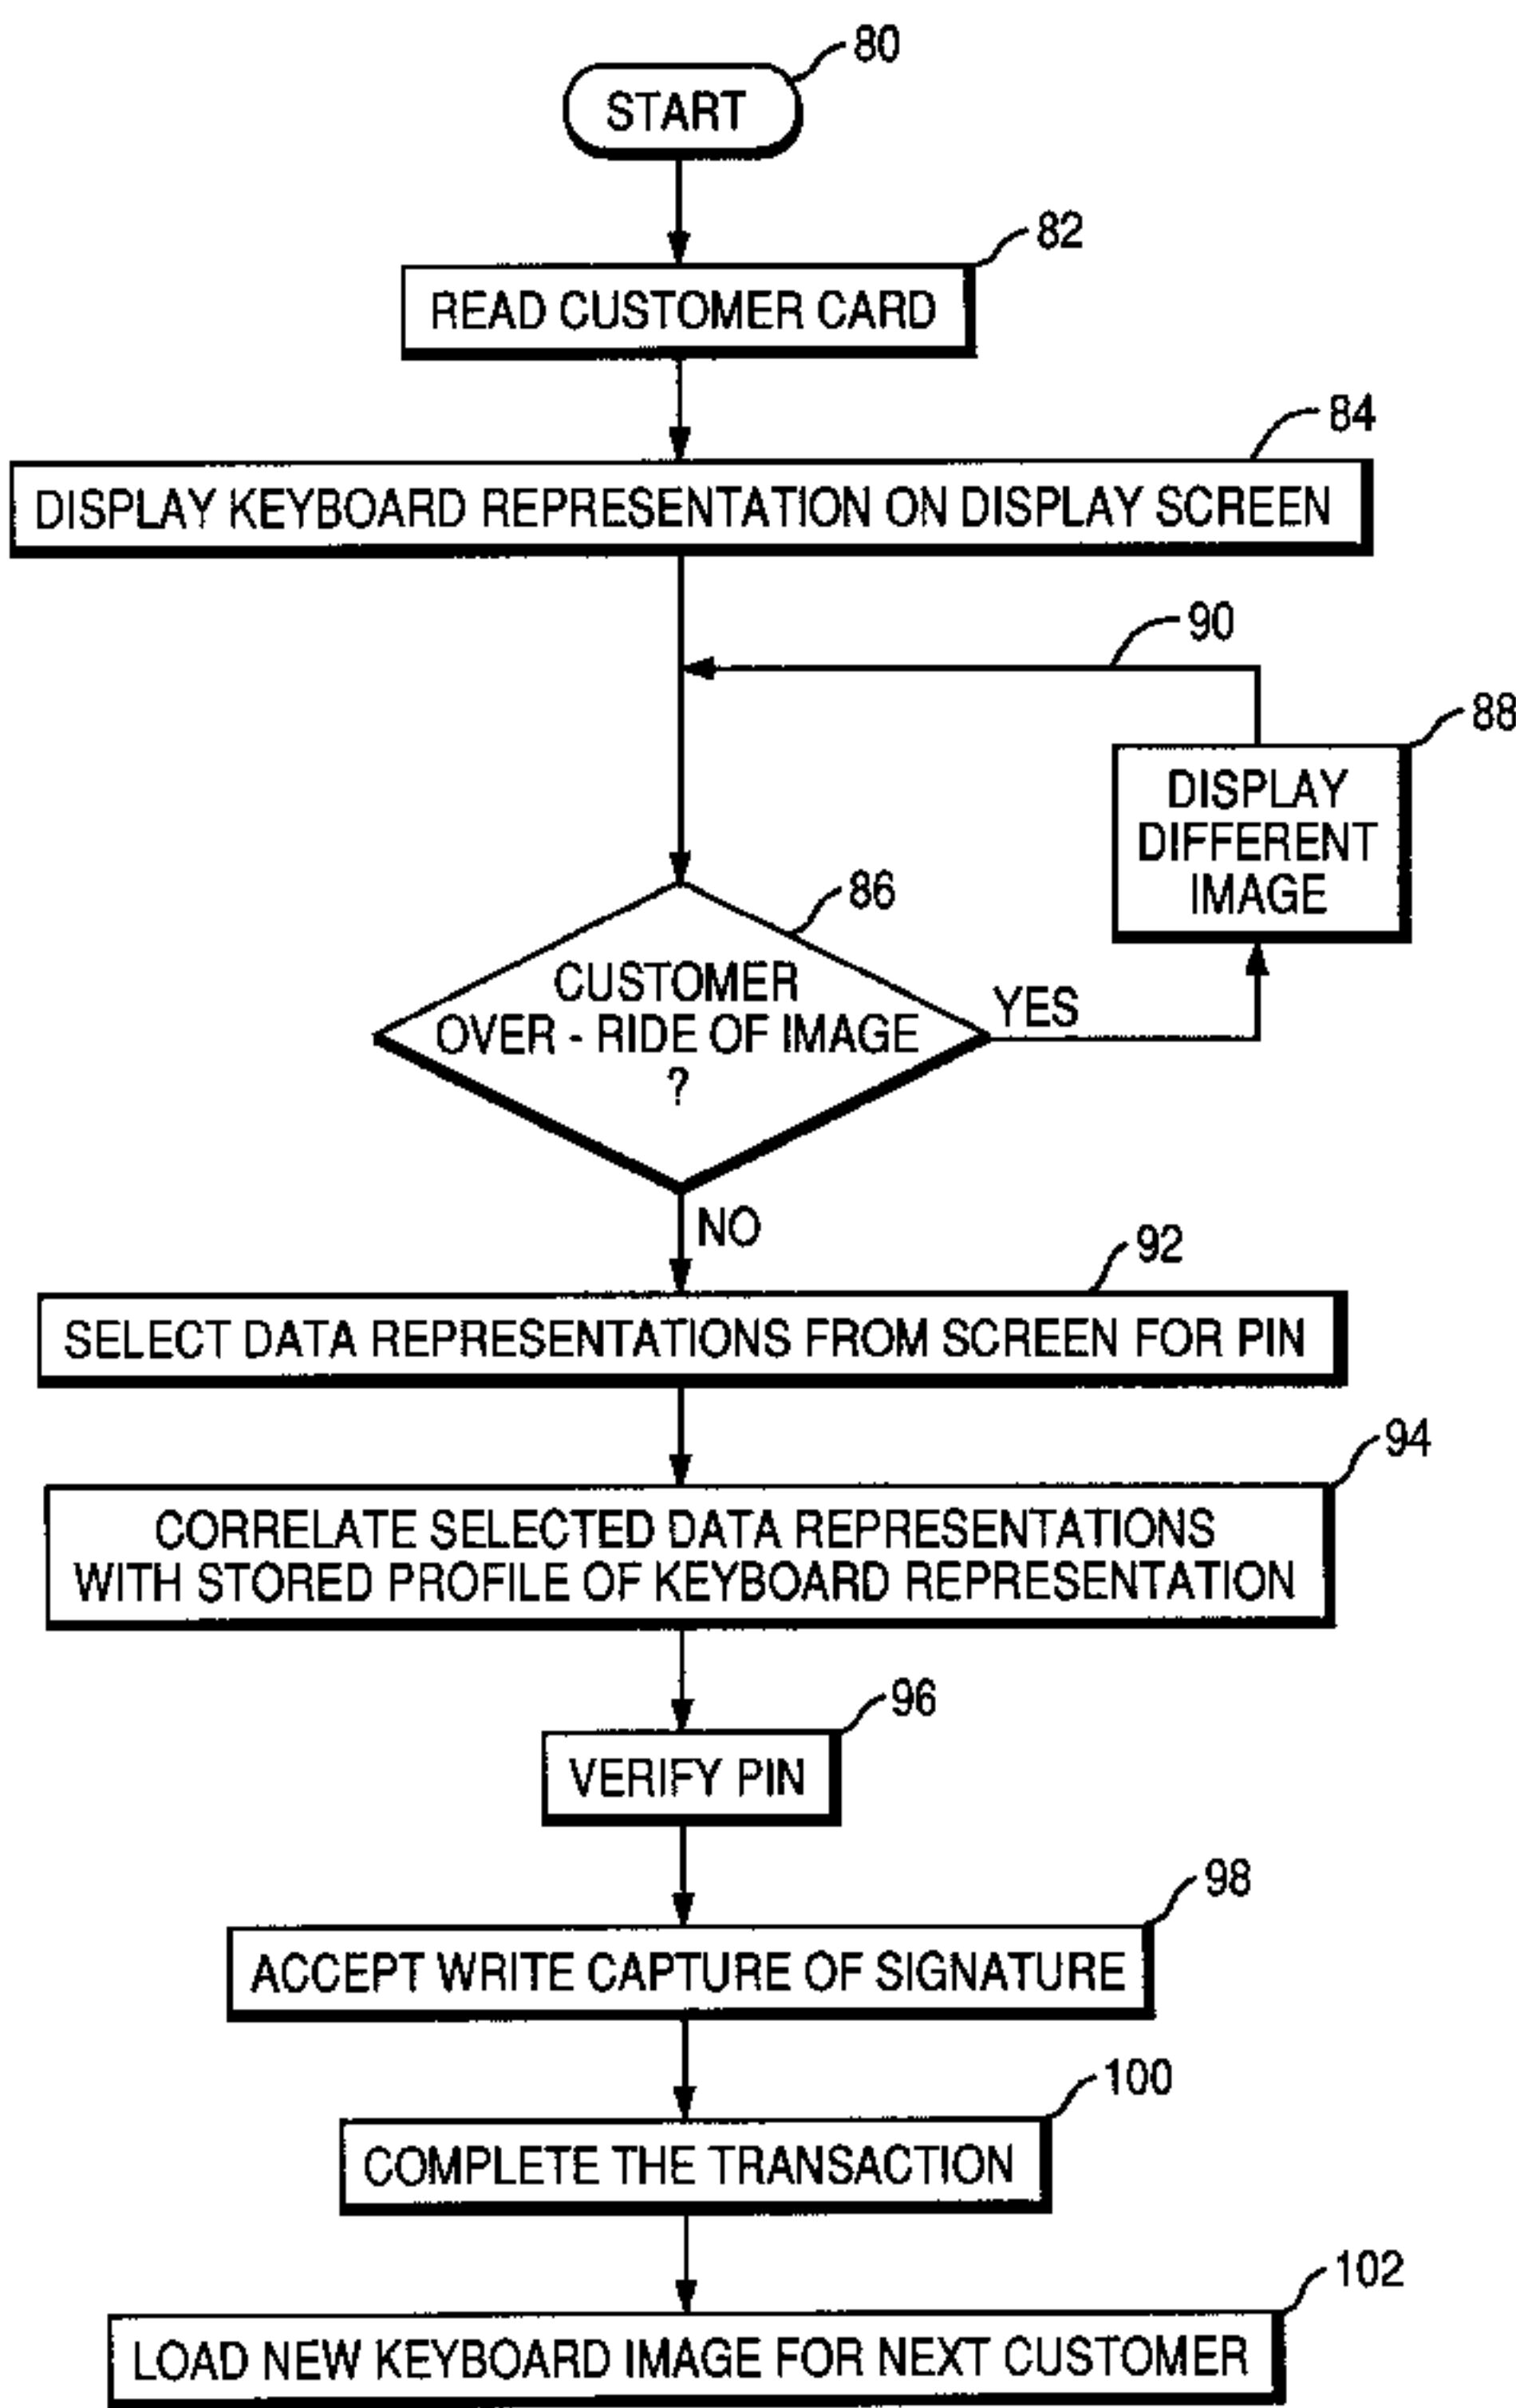 80
START
82
READ CUSTOMER CARD
84
DISPLAY KEYBOARD REPRESENTATION ON DISPLAY SCREEN
90
88
DISPLAY
DIFFERENT
IMAGE
86
CUSTOMER
OVER - RIDE OF IMAGE
?
YES
NO
92
SELECT DATA REPRESENTATIONS FROM SCREEN FOR PIN
94
CORRELATE SELECTED DATA REPRESENTATIONS
WITH STORED PROFILE OF KEYBOARD REPRESENTATION
96
VERIFY PIN
98
ACCEPT WRITE CAPTURE OF SIGNATURE
100
COMPLETE THE TRANSACTION
102
LOAD NEW KEYBOARD IMAGE FOR NEXT CUSTOMER